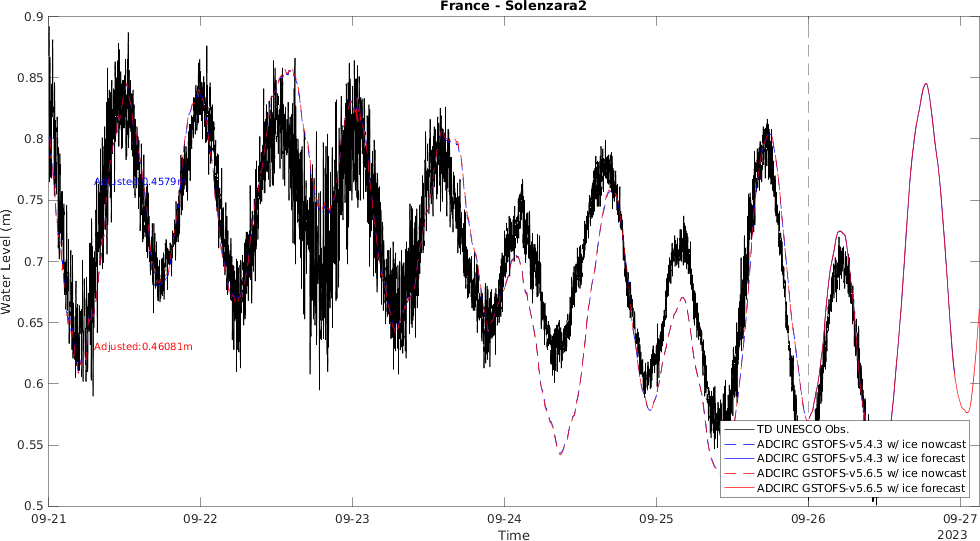 France - Solenzara2
0.9
0.85
0.8
0.75
0.7
0.65
0.6
0.55
0.5
Water Level (m)
Adjusted:0.4579m
Adjusted:0.46081m
TD UNESCO Obs.
ADCIRC GSTOFS-v5.4.3 w/ ice nowcast
ADCIRC GSTOFS-v5.4.3 w/ ice forecast
ADCIRC GSTOFS-v5.6.5 w/ ice nowcast
ADCIRC GSTOFS-v5.6.5 w/ ice forecast
09-21 09-22 09-23 09-24 09-25 09-26 09-27
Time
2023